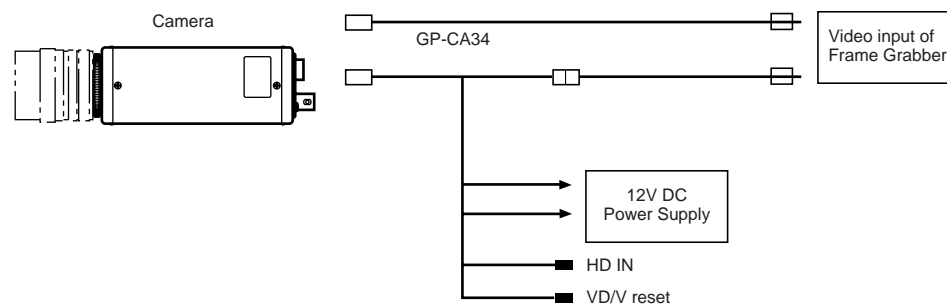 Camera
GP-CA34
Video input of
Frame Grabber
12V DC
Power Supply
HD IN
VD/V reset